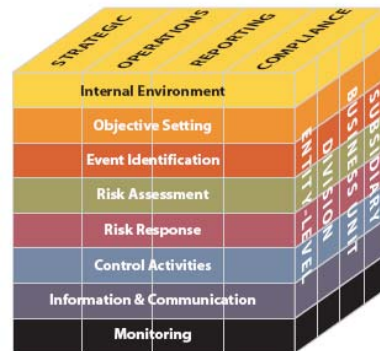 STRATEGIC
OPERATIONS
REPORTING
COMPLIANCE
Internal Environment
Objective Setting
Event Identification
Risk Assessment
Risk Response
Control Activities
Information & Communication
Monitoring
ENTITY-LEVEL
DIVISION
BUSINESS UNIT
SUBSIDIARY